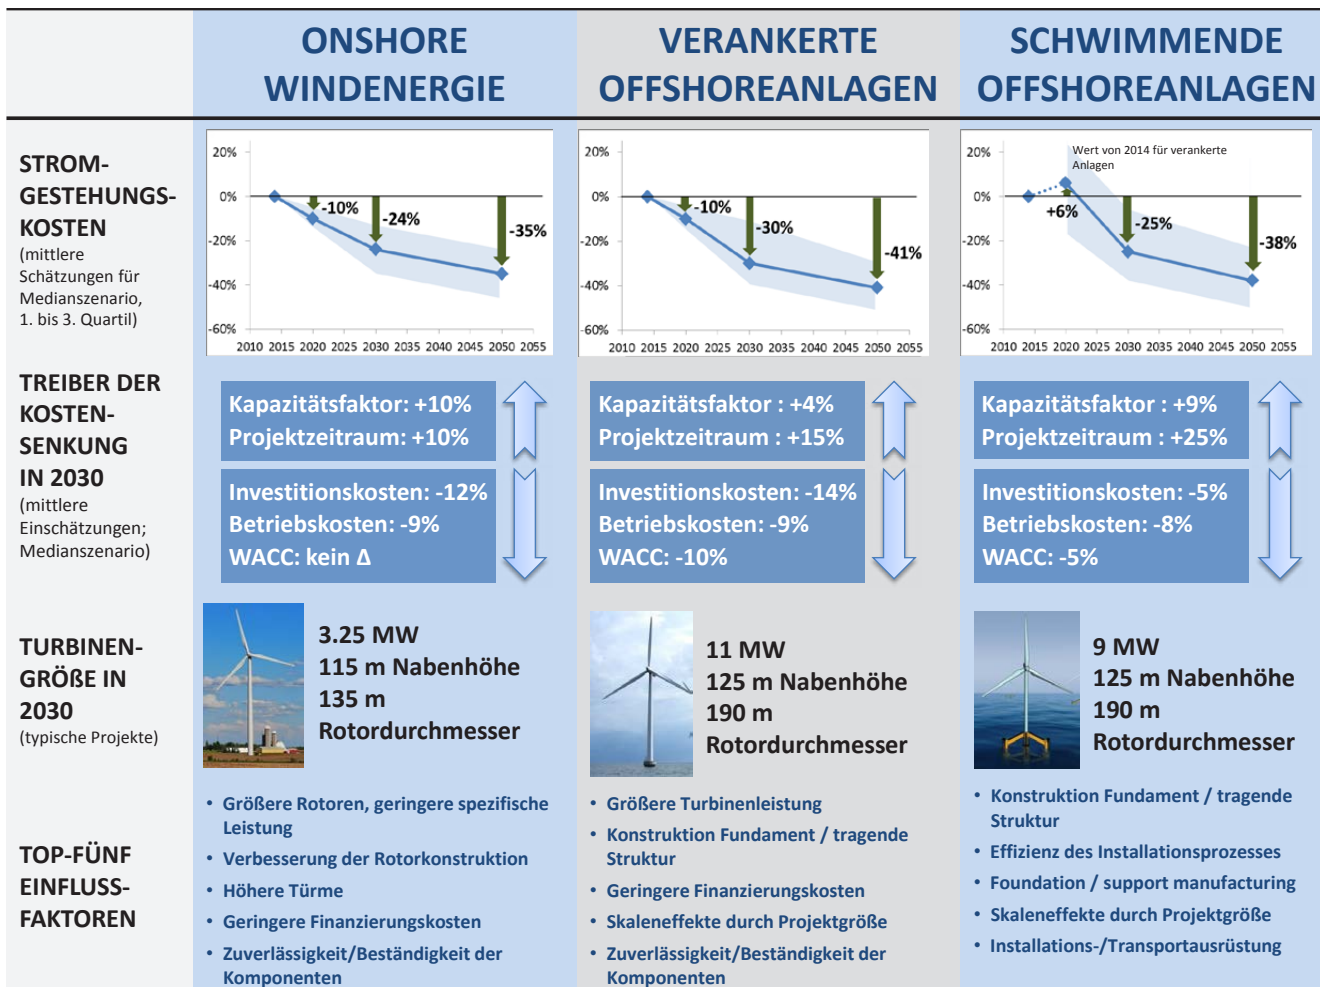 ONSHORE
WINDENERGIE
VERANKERTE
OFFSHOREANLAGEN
SCHWIMMENDE
OFFSHOREANLAGEN
STROM-
GESTEHUNGS-
KOSTEN
(mittlere
Schätzungen für
Medianszenario,
1. bis 3. Quartil)
20%
0%
-20%
-40%
-60%
-10%
-24%
-35%
2010 2015 2020 2025 2030 2035 2040 2045 2050 2055
20%
0%
-20%
-40%
-60%
-10%
-30%
-41%
2010 2015 2020 2025 2030 2035 2040 2045 2050 2055
Wert von 2014 für verankerte
Anlagen
20%
0%
-20%
-40%
-60%
+6%
-25%
-38%
2010 2015 2020 2025 2030 2035 2040 2045 2050 2055
TREIBER DER
KOSTEN-
SENKUNG
IN 2030
(mittlere
Einschätzungen;
Medianszenario)
Kapazitätsfaktor: +10%
Projektzeitraum: +10%
Investitionskosten: -12%
Betriebskosten: -9%
WACC: kein Δ
Kapazitätsfaktor : +4%
Projektzeitraum : +15%
Investitionskosten: -14%
Betriebskosten: -9%
WACC: -10%
Kapazitätsfaktor : +9%
Projektzeitraum : +25%
Investitionskosten: -5%
Betriebskosten: -8%
WACC: -5%
TURBINEN-
GRÖßE IN
2030
(typische Projekte)
3.25 MW
115 m Nabenhöhe
135 m
Rotordurchmesser
11 MW
125 m Nabenhöhe
190 m
Rotordurchmesser
9 MW
125 m Nabenhöhe
190 m
Rotordurchmesser
TOP-FÜNF
EINFLUSS-
FAKTOREN
• Größere Rotoren, geringere spezifische
Leistung
• Verbesserung der Rotorkonstruktion
• Höhere Türme
• Geringere Finanzierungskosten
• Zuverlässigkeit/Beständigkeit der
Komponenten
• Größere Turbinenleistung
• Konstruktion Fundament / tragende
Struktur
• Geringere Finanzierungskosten
• Skaleneffekte durch Projektgröße
• Zuverlässigkeit/Beständigkeit der
Komponenten
• Konstruktion Fundament / tragende
Struktur
• Effizienz des Installationsprozesses
• Foundation / support manufacturing
• Skaleneffekte durch Projektgröße
• Installations-/Transportausrüstung